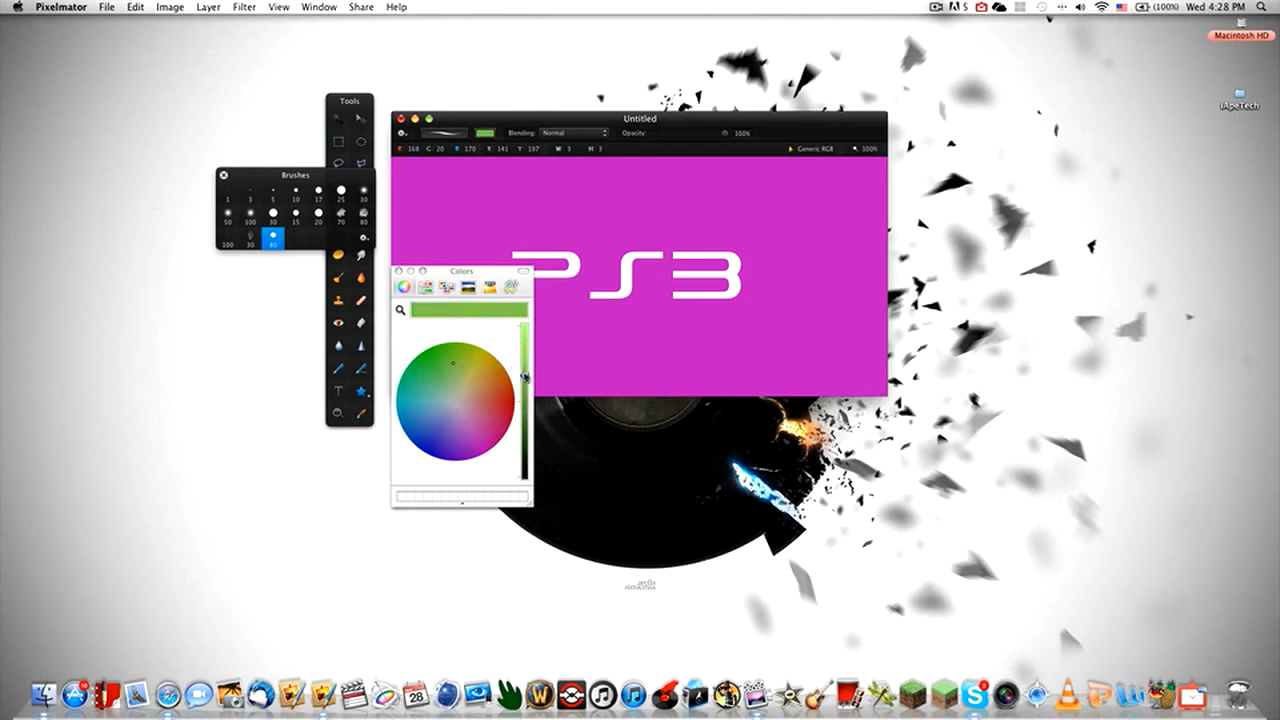 Pixelmator File Edit Image Layer Filter View Window Share Help
5 (100%) Wed 4:28 PM
Macintosh HD
iApeTech
Tools
Untitled
Blending: Normal Opacity: 100%
R: 168 G: 20 B: 170 X: 141 Y: 197 W: 3 H: 3 Generic RGB 100%
Brushes
1 3 5 10 17 25 30
50 100 30 15 20 70 80
100 30 80
PS3
Colors
T
28
W
S